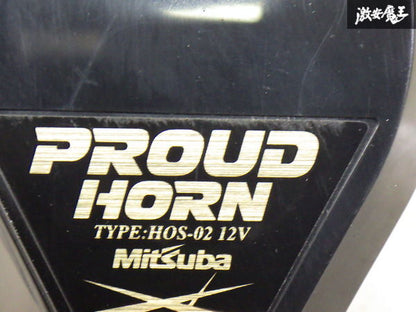 激安魔王
PROUD
HORN
TYPE:HOS-02 12V
Mitsuba